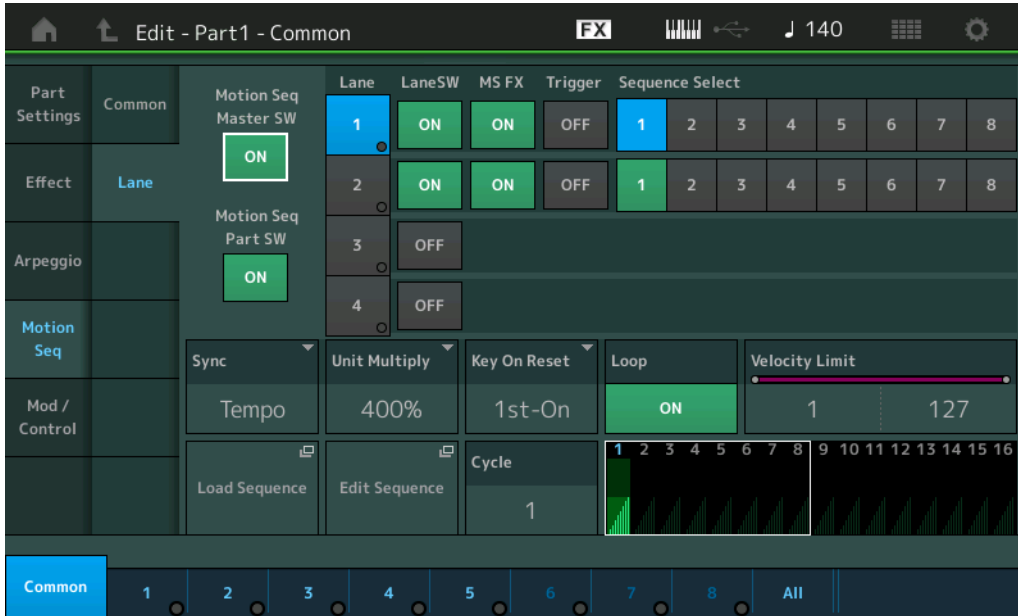 Edit - Part1 - Common
FX
♩ 140
Part
Settings
Common
Motion Seq
Master SW
ON
Lane
LaneSW
MS FX
Trigger
Sequence Select
1
ON
ON
OFF
1 2 3 4 5 6 7 8
Effect
Lane
2
ON
ON
OFF
1 2 3 4 5 6 7 8
Motion Seq
Part SW
ON
Arpeggio
3
OFF
4
OFF
Motion
Seq
Sync
Tempo
Unit Multiply
400%
Key On Reset
1st-On
Loop
ON
Velocity Limit
1 127
Mod /
Control
Load Sequence
Edit Sequence
Cycle
1
1 2 3 4 5 6 7 8 9 10 11 12 13 14 15 16
Common 1 2 3 4 5 6 7 8 All